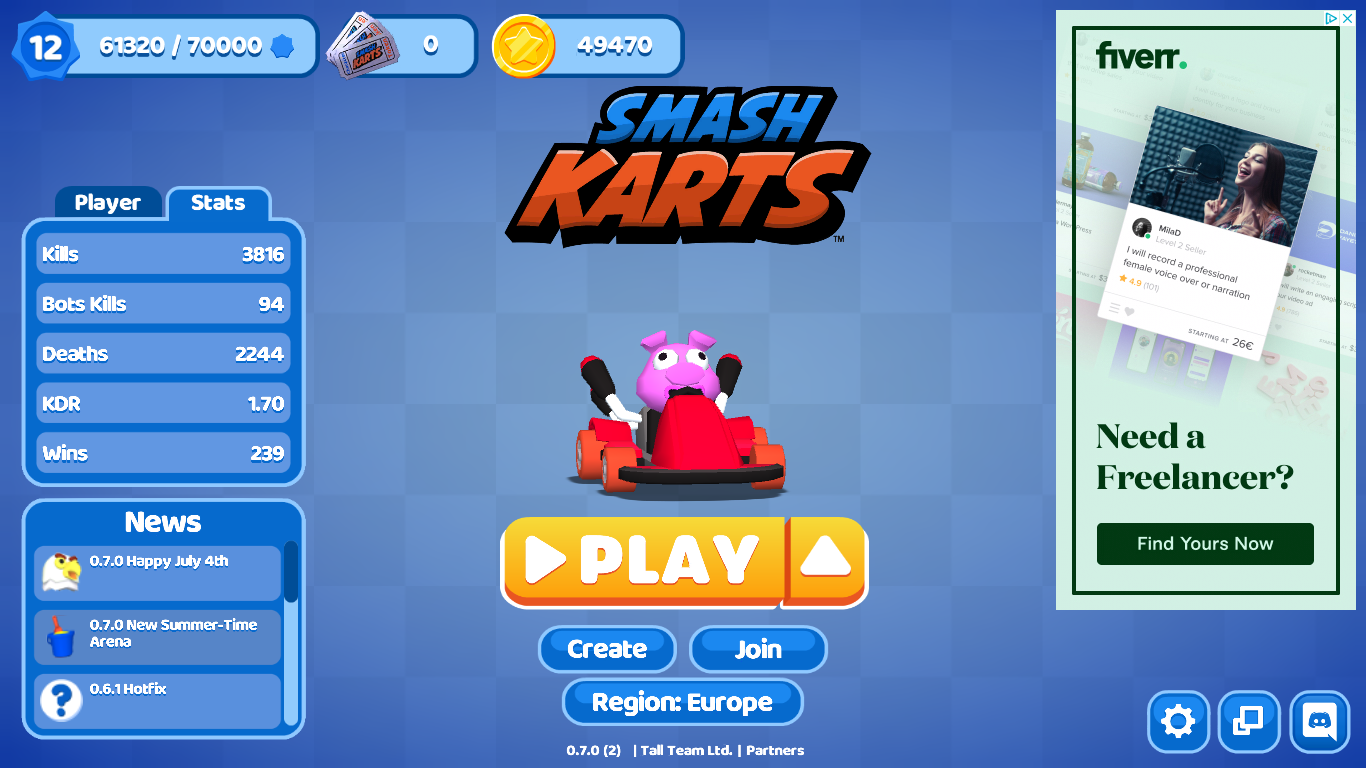 12
61320 / 70000
0
49470
SMASH
KARTS
™
Player
Stats
Kills 3816
Bots Kills 94
Deaths 2244
KDR 1.70
Wins 239
News
0.7.0 Happy July 4th
0.7.0 New Summer-Time
Arena
0.6.1 Hotfix
PLAY
Create
Join
Region: Europe
0.7.0 (2) | Tall Team Ltd. | Partners
fiverr.
MilaD
Level 2 Seller
I will record a professional
female voice over or narration
4.9 (101)
STARTING AT 26€
Need a
Freelancer?
Find Yours Now